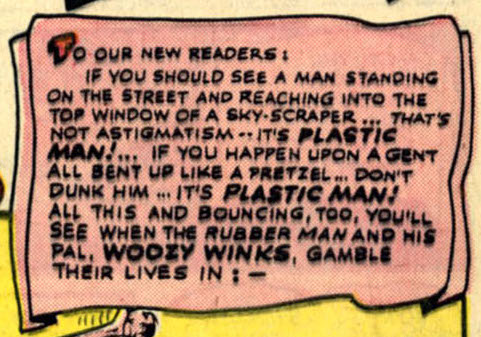 TO OUR NEW READERS:
IF YOU SHOULD SEE A MAN STANDING
ON THE STREET AND REACHING INTO THE
TOP WINDOW OF A SKY-SCRAPER... THAT'S
NOT ASTIGMATISM--IT'S PLASTIC
MAN!... IF YOU HAPPEN UPON A GENT
ALL BENT UP LIKE A PRETZEL... DON'T
DUNK HIM... IT'S PLASTIC MAN!
ALL THIS AND BOUNCING, TOO, YOU'LL
SEE WHEN THE RUBBER MAN AND HIS
PAL, WOOZY WINKS, GAMBLE
THEIR LIVES IN:—